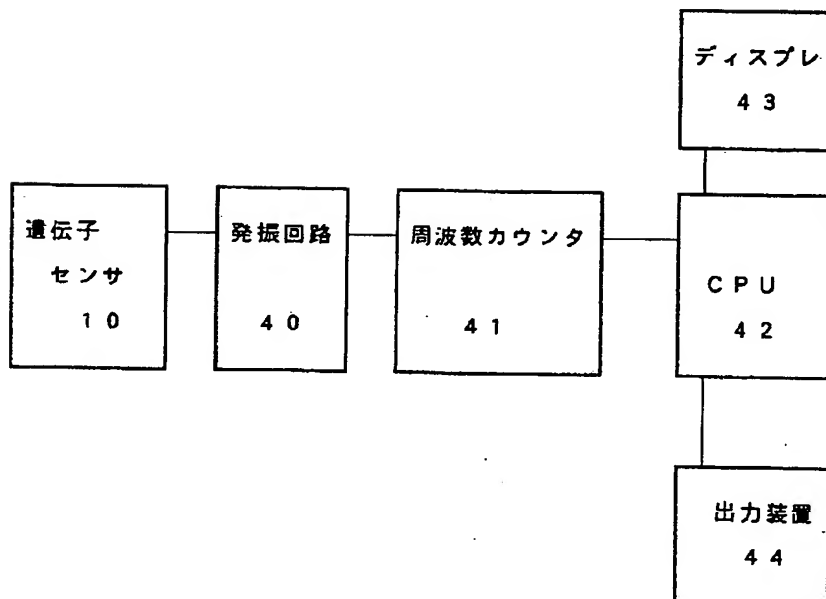 ディスプレ
43
遺伝子
センサ
10
発振回路
40
周波数カウンタ
41
CPU
42
出力装置
44